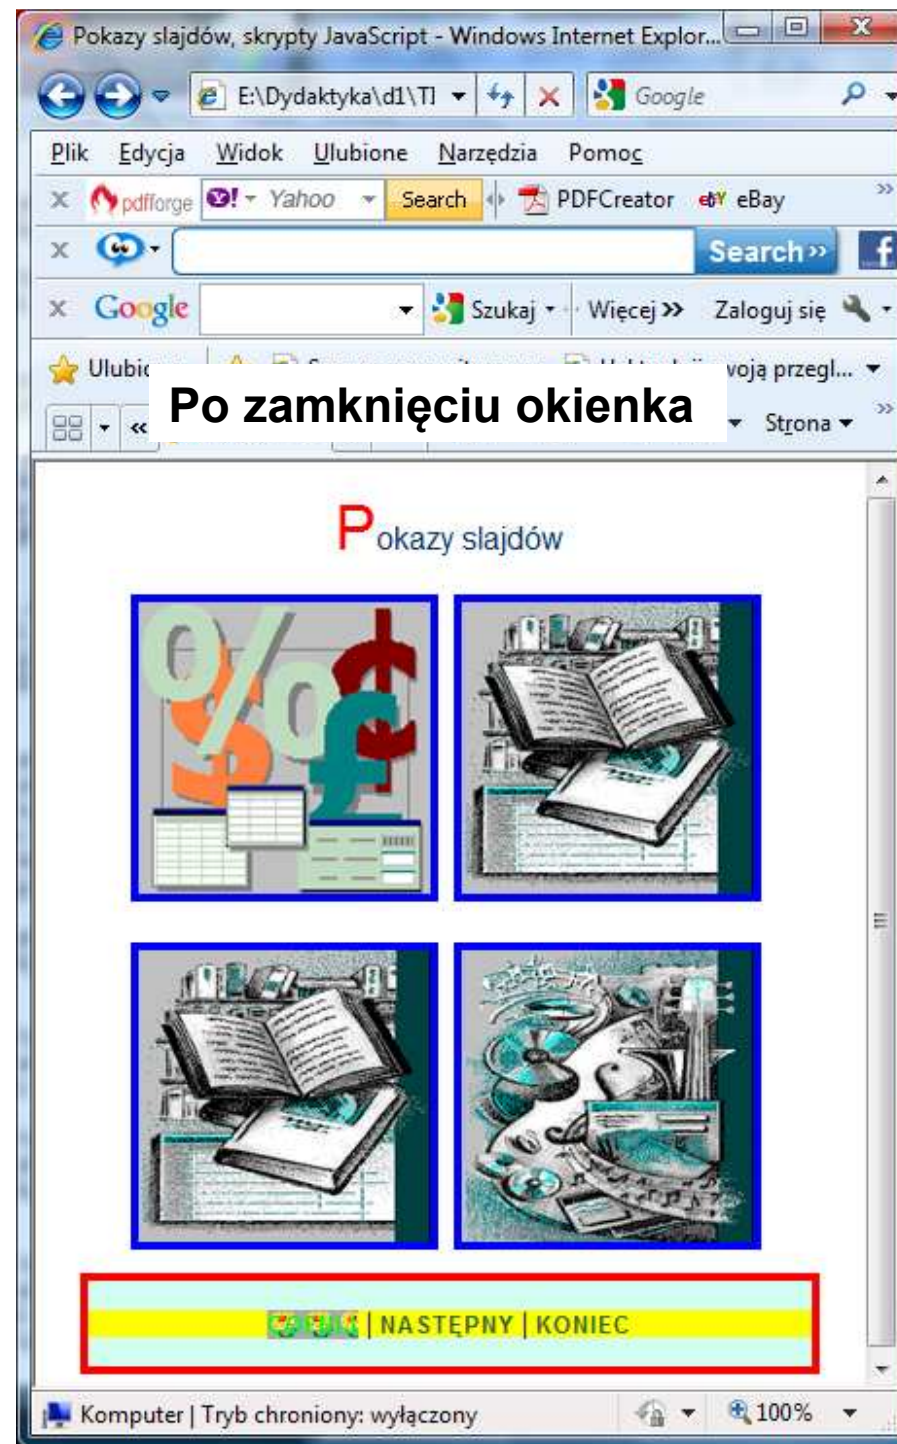 Pokazy slajdów, skrypty JavaScript - Windows Internet Explor...
E:\Dydaktyka\d1\TI Google
Plik Edycja Widok Ulubione Narzędzia Pomoc
pdfforge Yahoo Search PDFCreator ebY eBay
Search
Google Szukaj Więcej Zaloguj się
przegl...
Po zamknięciu okienka
Strona
Pokazy slajdów
| NASTĘPNY | KONIEC
Komputer | Tryb chroniony: wyłączony 100%